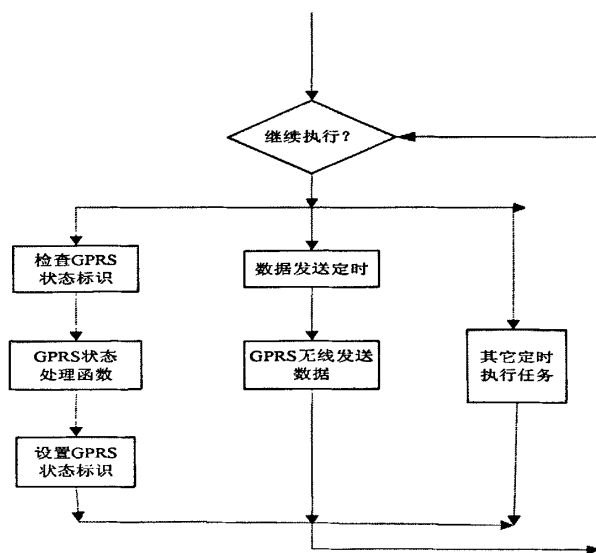 继续执行？
检查GPRS
状态标识
数据发送定时
GPRS状态
处理函数
GPRS无线发送
数据
其它定时
执行任务
设置GPRS
状态标识